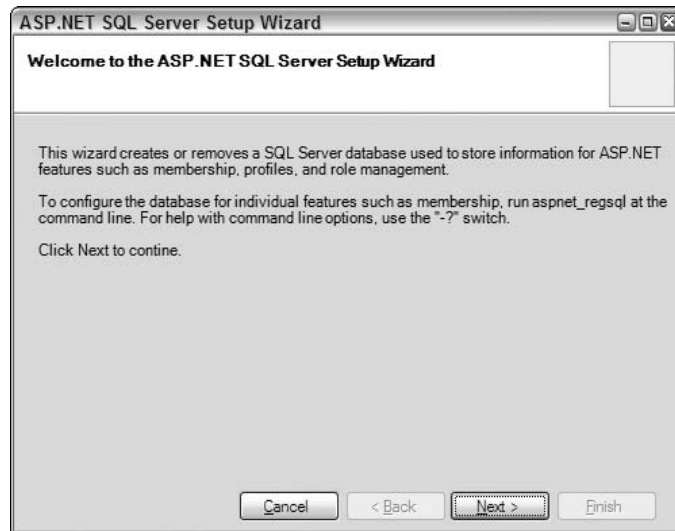 ASP.NET SQL Server Setup Wizard
Welcome to the ASP.NET SQL Server Setup Wizard
This wizard creates or removes a SQL Server database used to store information for ASP.NET
features such as membership, profiles, and role management.
To configure the database for individual features such as membership, run aspnet_regsql at the
command line. For help with command line options, use the "-?" switch.
Click Next to contine.
Cancel
< Back
Next >
Finish